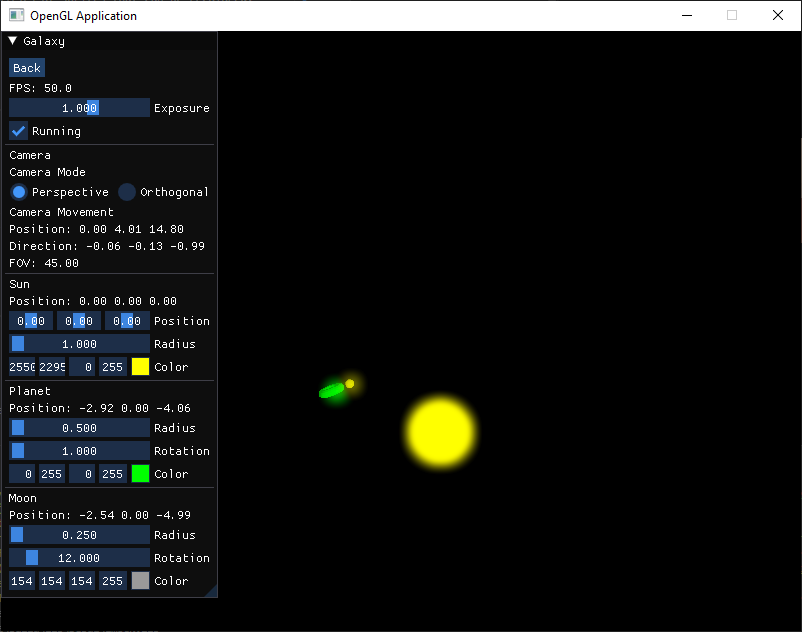 OpenGL Application
Galaxy
Back
FPS: 50.0
1.000 Exposure
Running
Camera
Camera Mode
Perspective Orthogonal
Camera Movement
Position: 0.00 4.01 14.80
Direction: -0.06 -0.13 -0.99
FOV: 45.00
Sun
Position: 0.00 0.00 0.00
0.00 0.00 0.00 Position
1.000 Radius
2550 2295 0 255 Color
Planet
Position: -2.92 0.00 -4.06
0.500 Radius
1.000 Rotation
0 255 0 255 Color
Moon
Position: -2.54 0.00 -4.99
0.250 Radius
12.000 Rotation
154 154 154 255 Color